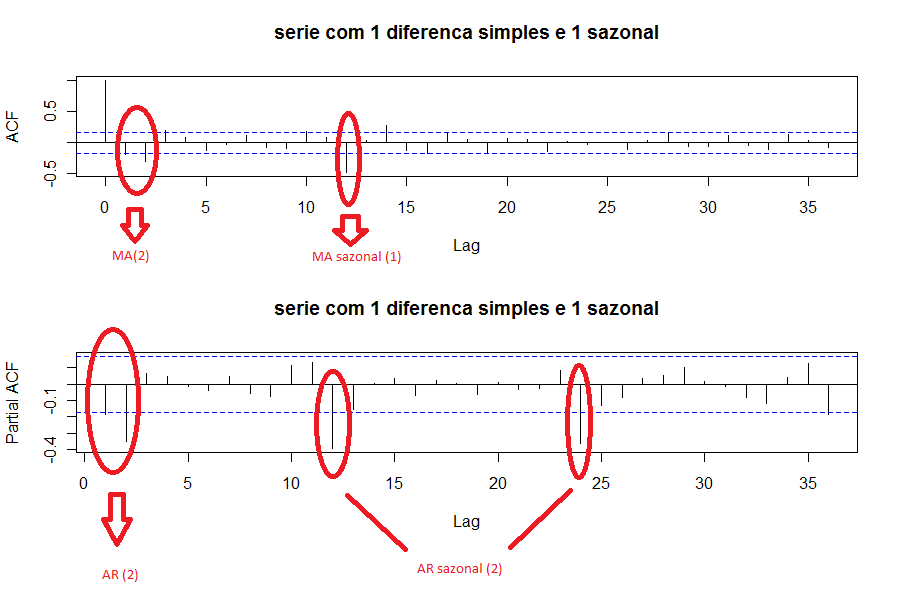 serie com 1 diferenca simples e 1 sazonal
ACF
0.5
-0.5
0 5 10 15 20 25 30 35
Lag
MA(2)
MA sazonal (1)
serie com 1 diferenca simples e 1 sazonal
Partial ACF
-0.1
-0.4
0 5 10 15 20 25 30 35
Lag
AR (2)
AR sazonal (2)